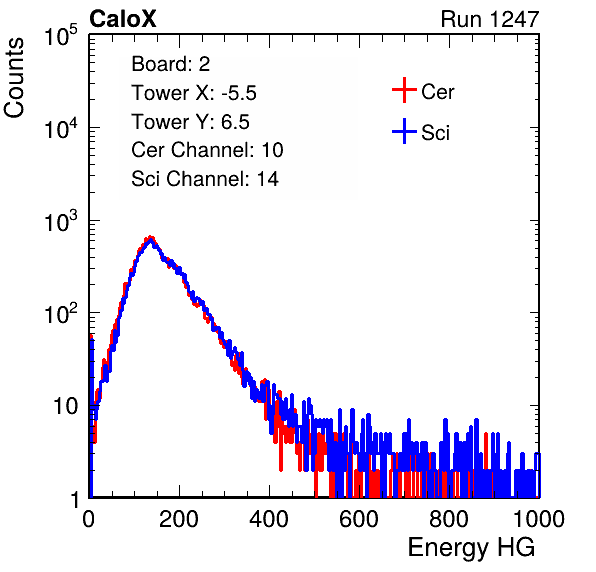 CaloX Run 1247
Counts
Board: 2
Tower X: -5.5
Tower Y: 6.5
Cer Channel: 10
Sci Channel: 14
Cer
Sci
10^5
10^4
10^3
10^2
10
1
0 200 400 600 800 1000
Energy HG